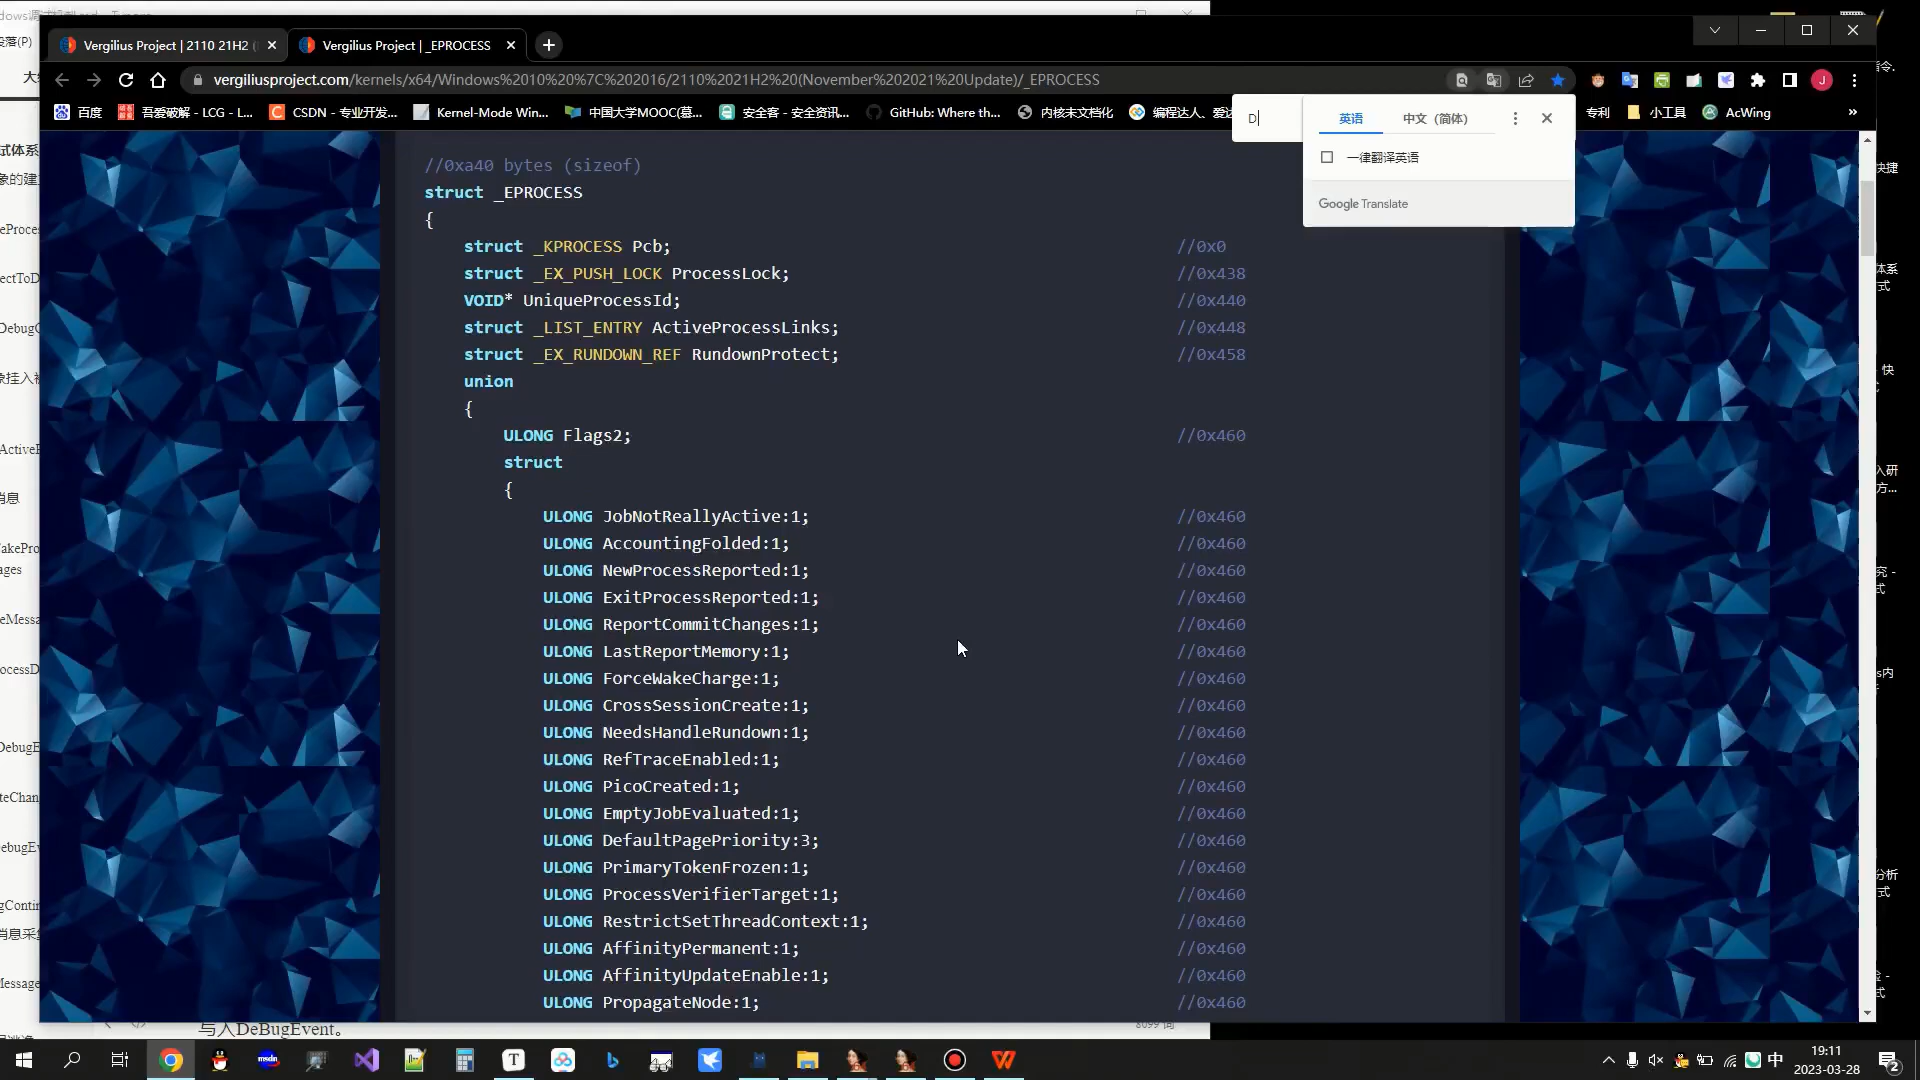 Vergilius Project | 2110 21H2 (
Vergilius Project | _EPROCESS
vergiliusproject.com/kernels/x64/Windows%2010%20%7C%202016/2110%2021H2%20(November%202021%20Update)/_EPROCESS
百度
吾爱破解 - LCG - L...
CSDN - 专业开发...
Kernel-Mode Win...
中国大学MOOC(慕...
安全客 - 安全资讯...
GitHub: Where th...
内核未文档化
编程达人、爱达
专利
小工具
AcWing
»
D
英语
中文（简体）
一律翻译英语
Google Translate
//0xa40 bytes (sizeof)
struct _EPROCESS
{
struct _KPROCESS Pcb; //0x0
struct _EX_PUSH_LOCK ProcessLock; //0x438
VOID* UniqueProcessId; //0x440
struct _LIST_ENTRY ActiveProcessLinks; //0x448
struct _EX_RUNDOWN_REF RundownProtect; //0x458
union
{
ULONG Flags2; //0x460
struct
{
ULONG JobNotReallyActive:1; //0x460
ULONG AccountingFolded:1; //0x460
ULONG NewProcessReported:1; //0x460
ULONG ExitProcessReported:1; //0x460
ULONG ReportCommitChanges:1; //0x460
ULONG LastReportMemory:1; //0x460
ULONG ForceWakeCharge:1; //0x460
ULONG CrossSessionCreate:1; //0x460
ULONG NeedsHandleRundown:1; //0x460
ULONG RefTraceEnabled:1; //0x460
ULONG PicoCreated:1; //0x460
ULONG EmptyJobEvaluated:1; //0x460
ULONG DefaultPagePriority:3; //0x460
ULONG PrimaryTokenFrozen:1; //0x460
ULONG ProcessVerifierTarget:1; //0x460
ULONG RestrictSetThreadContext:1; //0x460
ULONG AffinityPermanent:1; //0x460
ULONG AffinityUpdateEnable:1; //0x460
ULONG PropagateNode:1; //0x460
写入DeBugEvent。
中
19:11
2023-03-28